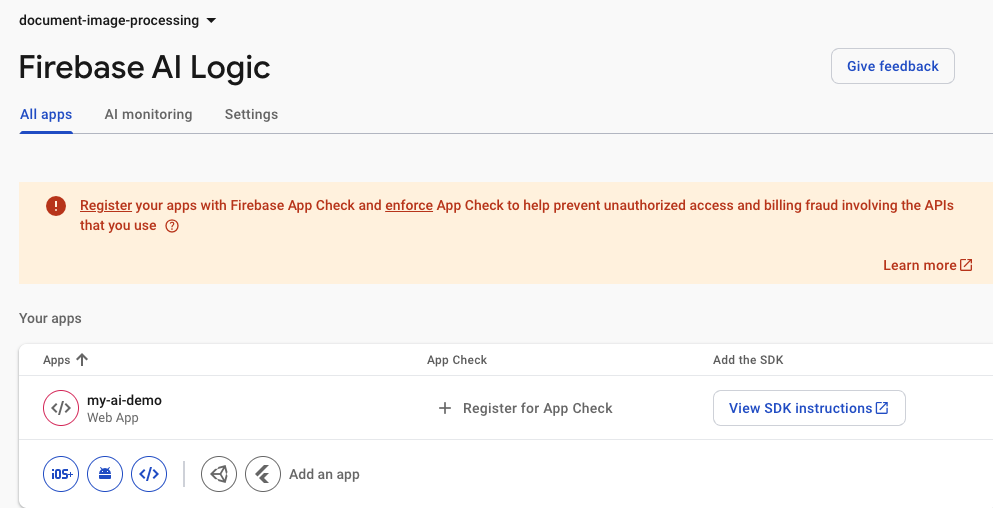 document-image-processing
Firebase AI Logic
Give feedback
All apps AI monitoring Settings
Register your apps with Firebase App Check and enforce App Check to help prevent unauthorized access and billing fraud involving the APIs
that you use
Learn more
Your apps
Apps App Check Add the SDK
my-ai-demo
Web App
Register for App Check
View SDK instructions
iOS+ Add an app